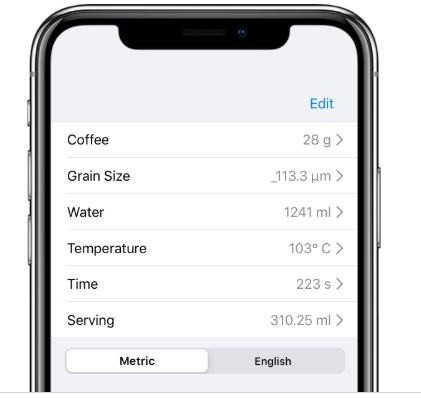 Edit
Coffee 28 g
Grain Size _113.3 µm
Water 1241 ml
Temperature 103° C
Time 223 s
Serving 310.25 ml
Metric English